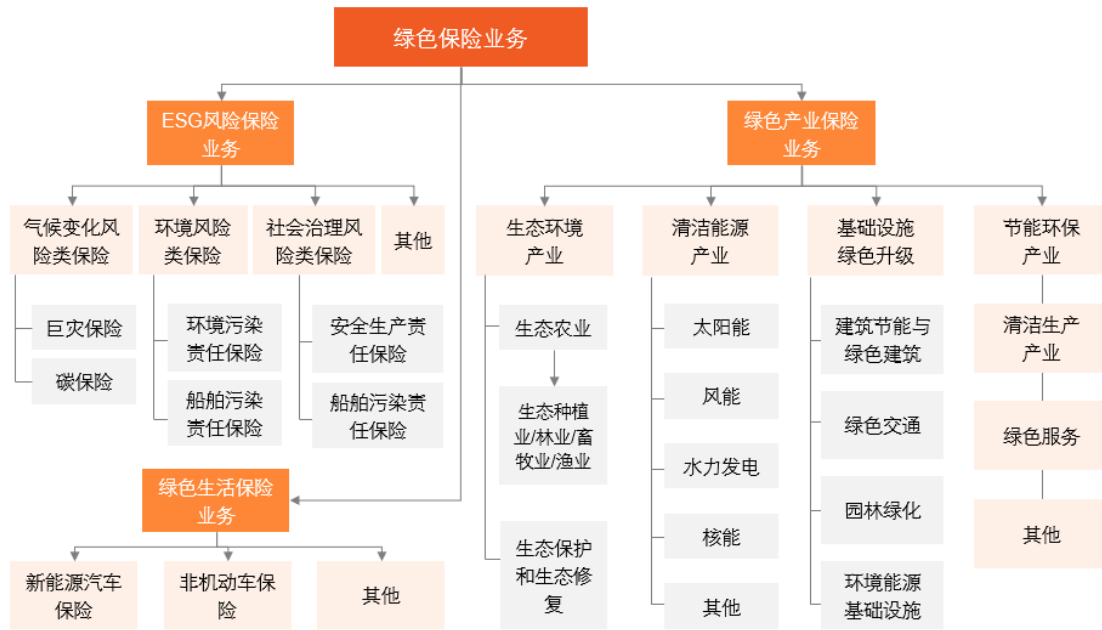 绿色保险业务
ESG风险保险
业务
绿色产业保险
业务
气候变化风
险类保险
环境风险
类保险
社会治理风
险类保险
其他
生态环境
产业
清洁能源
产业
基础设施
绿色升级
节能环保
产业
巨灾保险
碳保险
环境污染
责任保险
船舶污染
责任保险
安全生产责
任保险
船舶污染责
任保险
生态农业
生态种植
业/林业/畜
牧业/渔业
生态保护
和生态修
复
太阳能
风能
水力发电
核能
其他
建筑节能与
绿色建筑
绿色交通
园林绿化
环境能源
基础设施
清洁生产
产业
绿色服务
其他
绿色生活保险
业务
新能源汽车
保险
非机动车保
险
其他